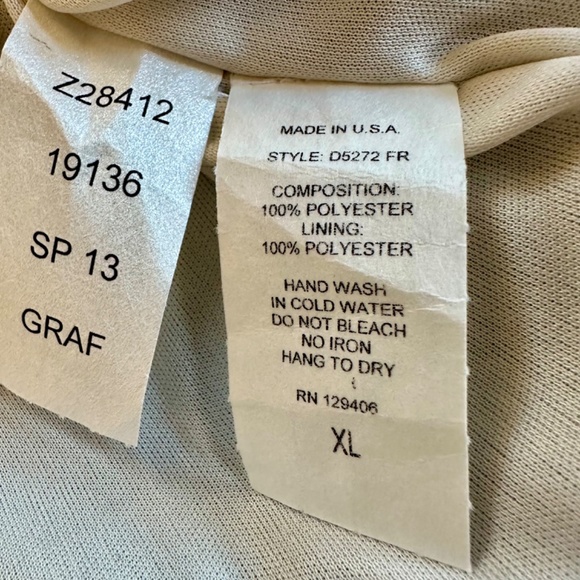 Z28412
19136
SP 13
GRAF
MADE IN U.S.A.
STYLE: D5272 FR
COMPOSITION:
100% POLYESTER
LINING:
100% POLYESTER
HAND WASH
IN COLD WATER
DO NOT BLEACH
NO IRON
HANG TO DRY
RN 129406
XL